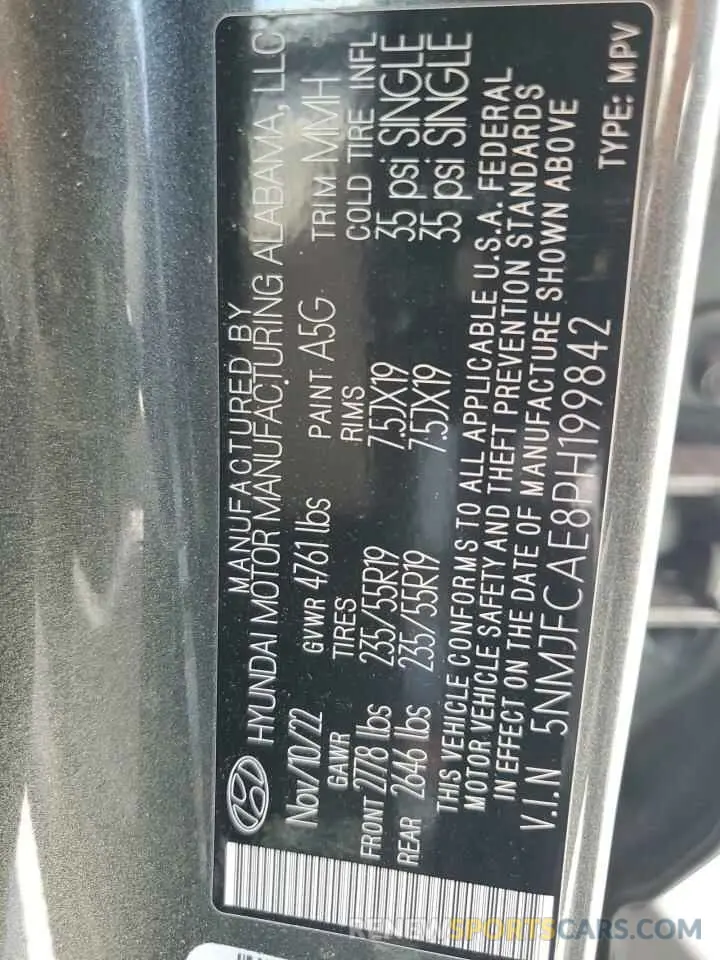 MANUFACTURED BY
HYUNDAI MOTOR MANUFACTURING ALABAMA, LLC
Nov/10/22 GVWR 4761 lbs PAINT A5G TRIM MMH
GAWR TIRES RIMS COLD TIRE INFL
FRONT 2778 lbs 235/55R19 7.5JX19 35 psi SINGLE
REAR 2646 lbs 235/55R19 7.5JX19 35 psi SINGLE
THIS VEHICLE CONFORMS TO ALL APPLICABLE U.S.A. FEDERAL
MOTOR VEHICLE SAFETY AND THEFT PREVENTION STANDARDS
IN EFFECT ON THE DATE OF MANUFACTURE SHOWN ABOVE
V.I.N 5NMJFCAE8PH199842 TYPE: MPV
RENEWSPORTSCARS.COM